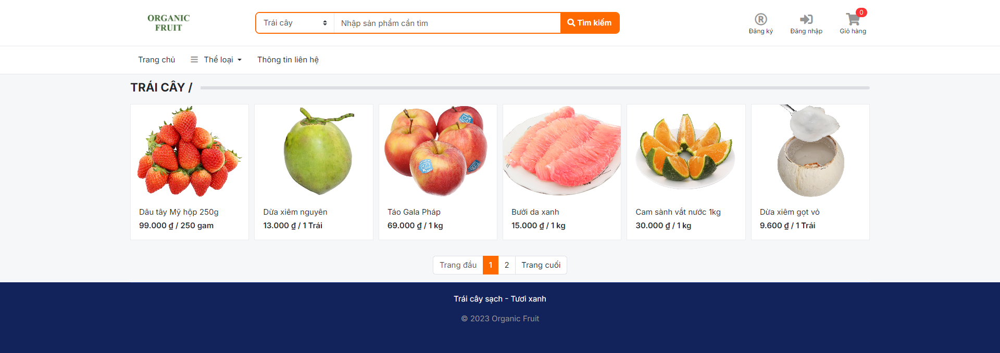 ORGANIC
FRUIT
Trái cây
Nhập sản phẩm cần tìm
Tìm kiếm
® Đăng ký
Đăng nhập
0
Giỏ hàng
Trang chủ
Thể loại
Thông tin liên hệ
TRÁI CÂY /
Dâu tây Mỹ hộp 250g
99.000 ₫ / 250 gam
Dừa xiêm nguyên
13.000 ₫ / 1 Trái
Táo Gala Pháp
69.000 ₫ / 1 kg
Bưởi da xanh
15.000 ₫ / 1 kg
Cam sành vắt nước 1kg
30.000 ₫ / 1 kg
Dừa xiêm gọt vỏ
9.600 ₫ / 1 Trái
Trang đầu
1
2
Trang cuối
Trái cây sạch - Tươi xanh
© 2023 Organic Fruit